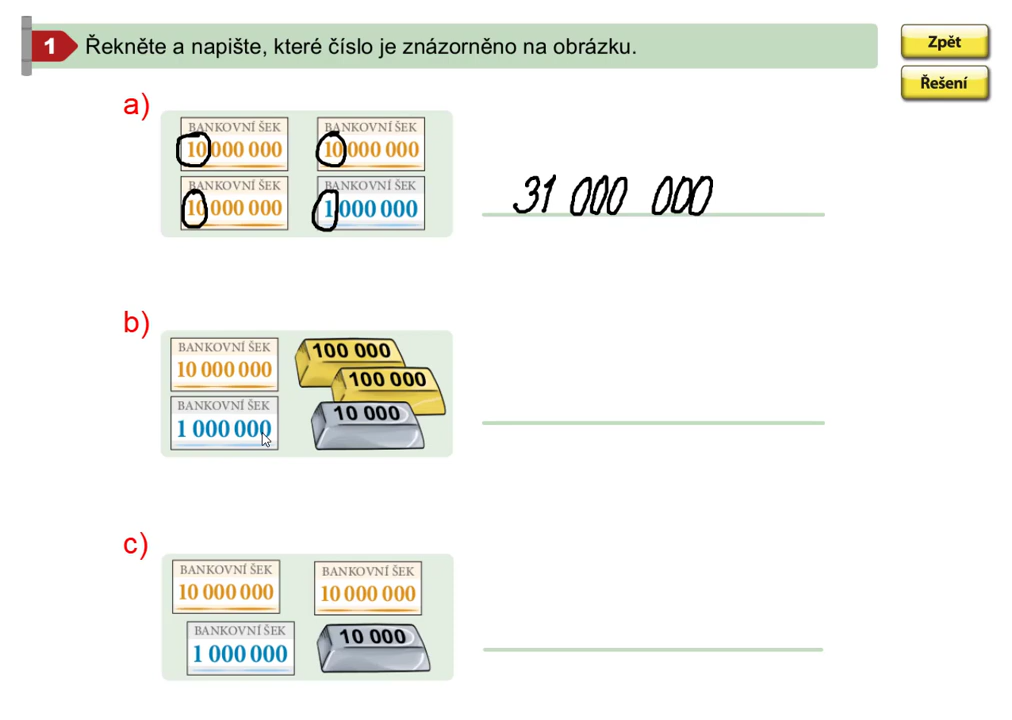 1 Řekněte a napište, které číslo je znázorněno na obrázku.
Zpět
Řešení
a)
BANKOVNÍ ŠEK
10 000 000
BANKOVNÍ ŠEK
10 000 000
BANKOVNÍ ŠEK
10 000 000
BANKOVNÍ ŠEK
1 000 000
31 000 000
b)
BANKOVNÍ ŠEK
10 000 000
BANKOVNÍ ŠEK
1 000 000
100 000
100 000
10 000
c)
BANKOVNÍ ŠEK
10 000 000
BANKOVNÍ ŠEK
10 000 000
BANKOVNÍ ŠEK
1 000 000
10 000